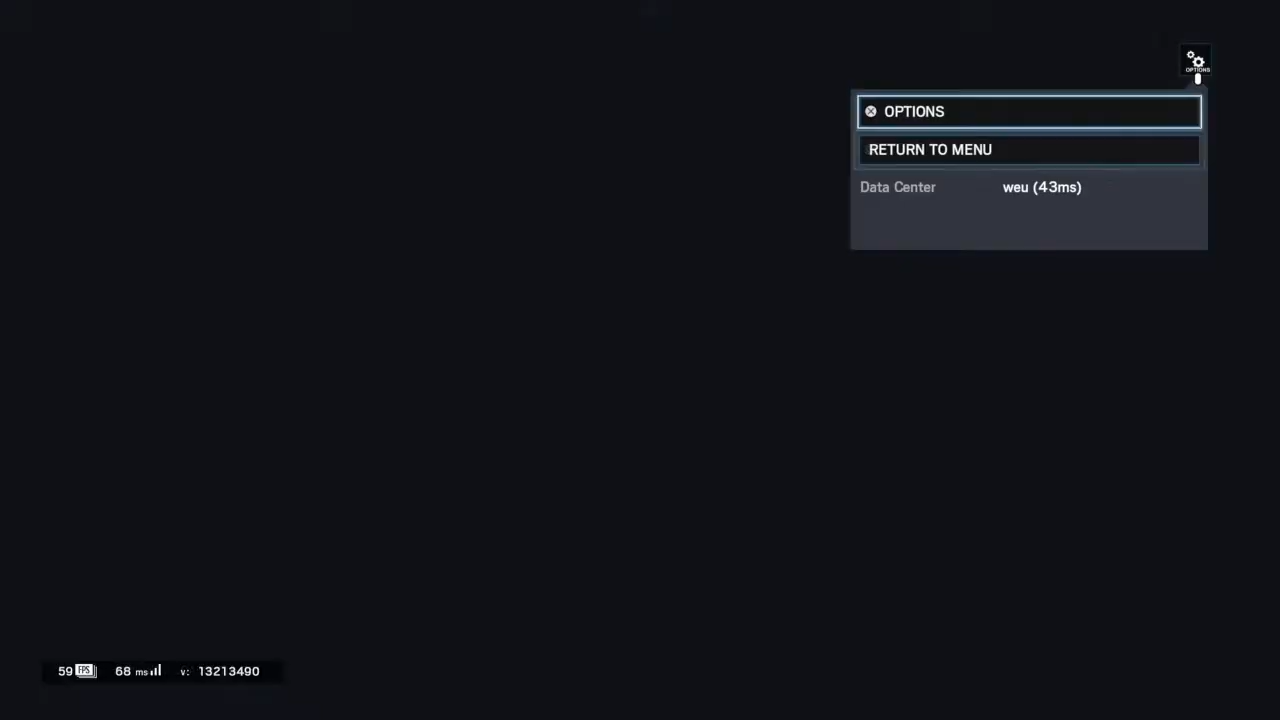 OPTIONS
OPTIONS
RETURN TO MENU
Data Center weu (43ms)
59 FPS 68 ms v: 13213490